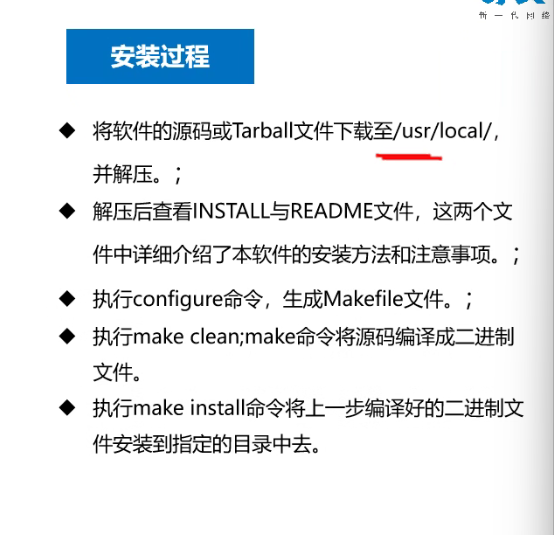 新一代网络
安装过程
◆ 将软件的源码或Tarball文件下载至/usr/local/，
并解压。；
◆ 解压后查看INSTALL与README文件，这两个文
件中详细介绍了本软件的安装方法和注意事项。；
◆ 执行configure命令，生成Makefile文件。；
◆ 执行make clean;make命令将源码编译成二进制
文件。
◆ 执行make install命令将上一步编译好的二进制文
件安装到指定的目录中去。